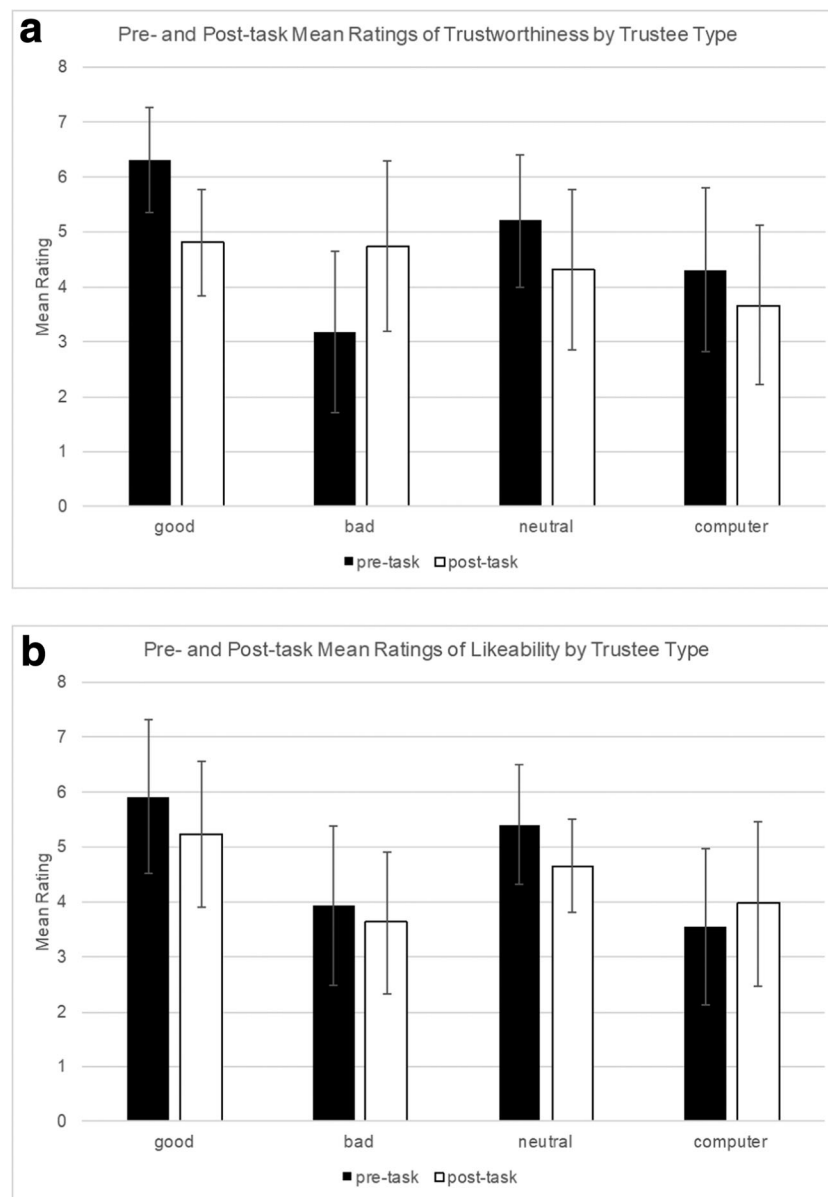 a
Pre- and Post-task Mean Ratings of Trustworthiness by Trustee Type
8
7
6
5
4
3
2
1
0
Mean Rating
good bad neutral computer
pre-task post-task
b
Pre- and Post-task Mean Ratings of Likeability by Trustee Type
8
7
6
5
4
3
2
1
0
Mean Rating
good bad neutral computer
pre-task post-task